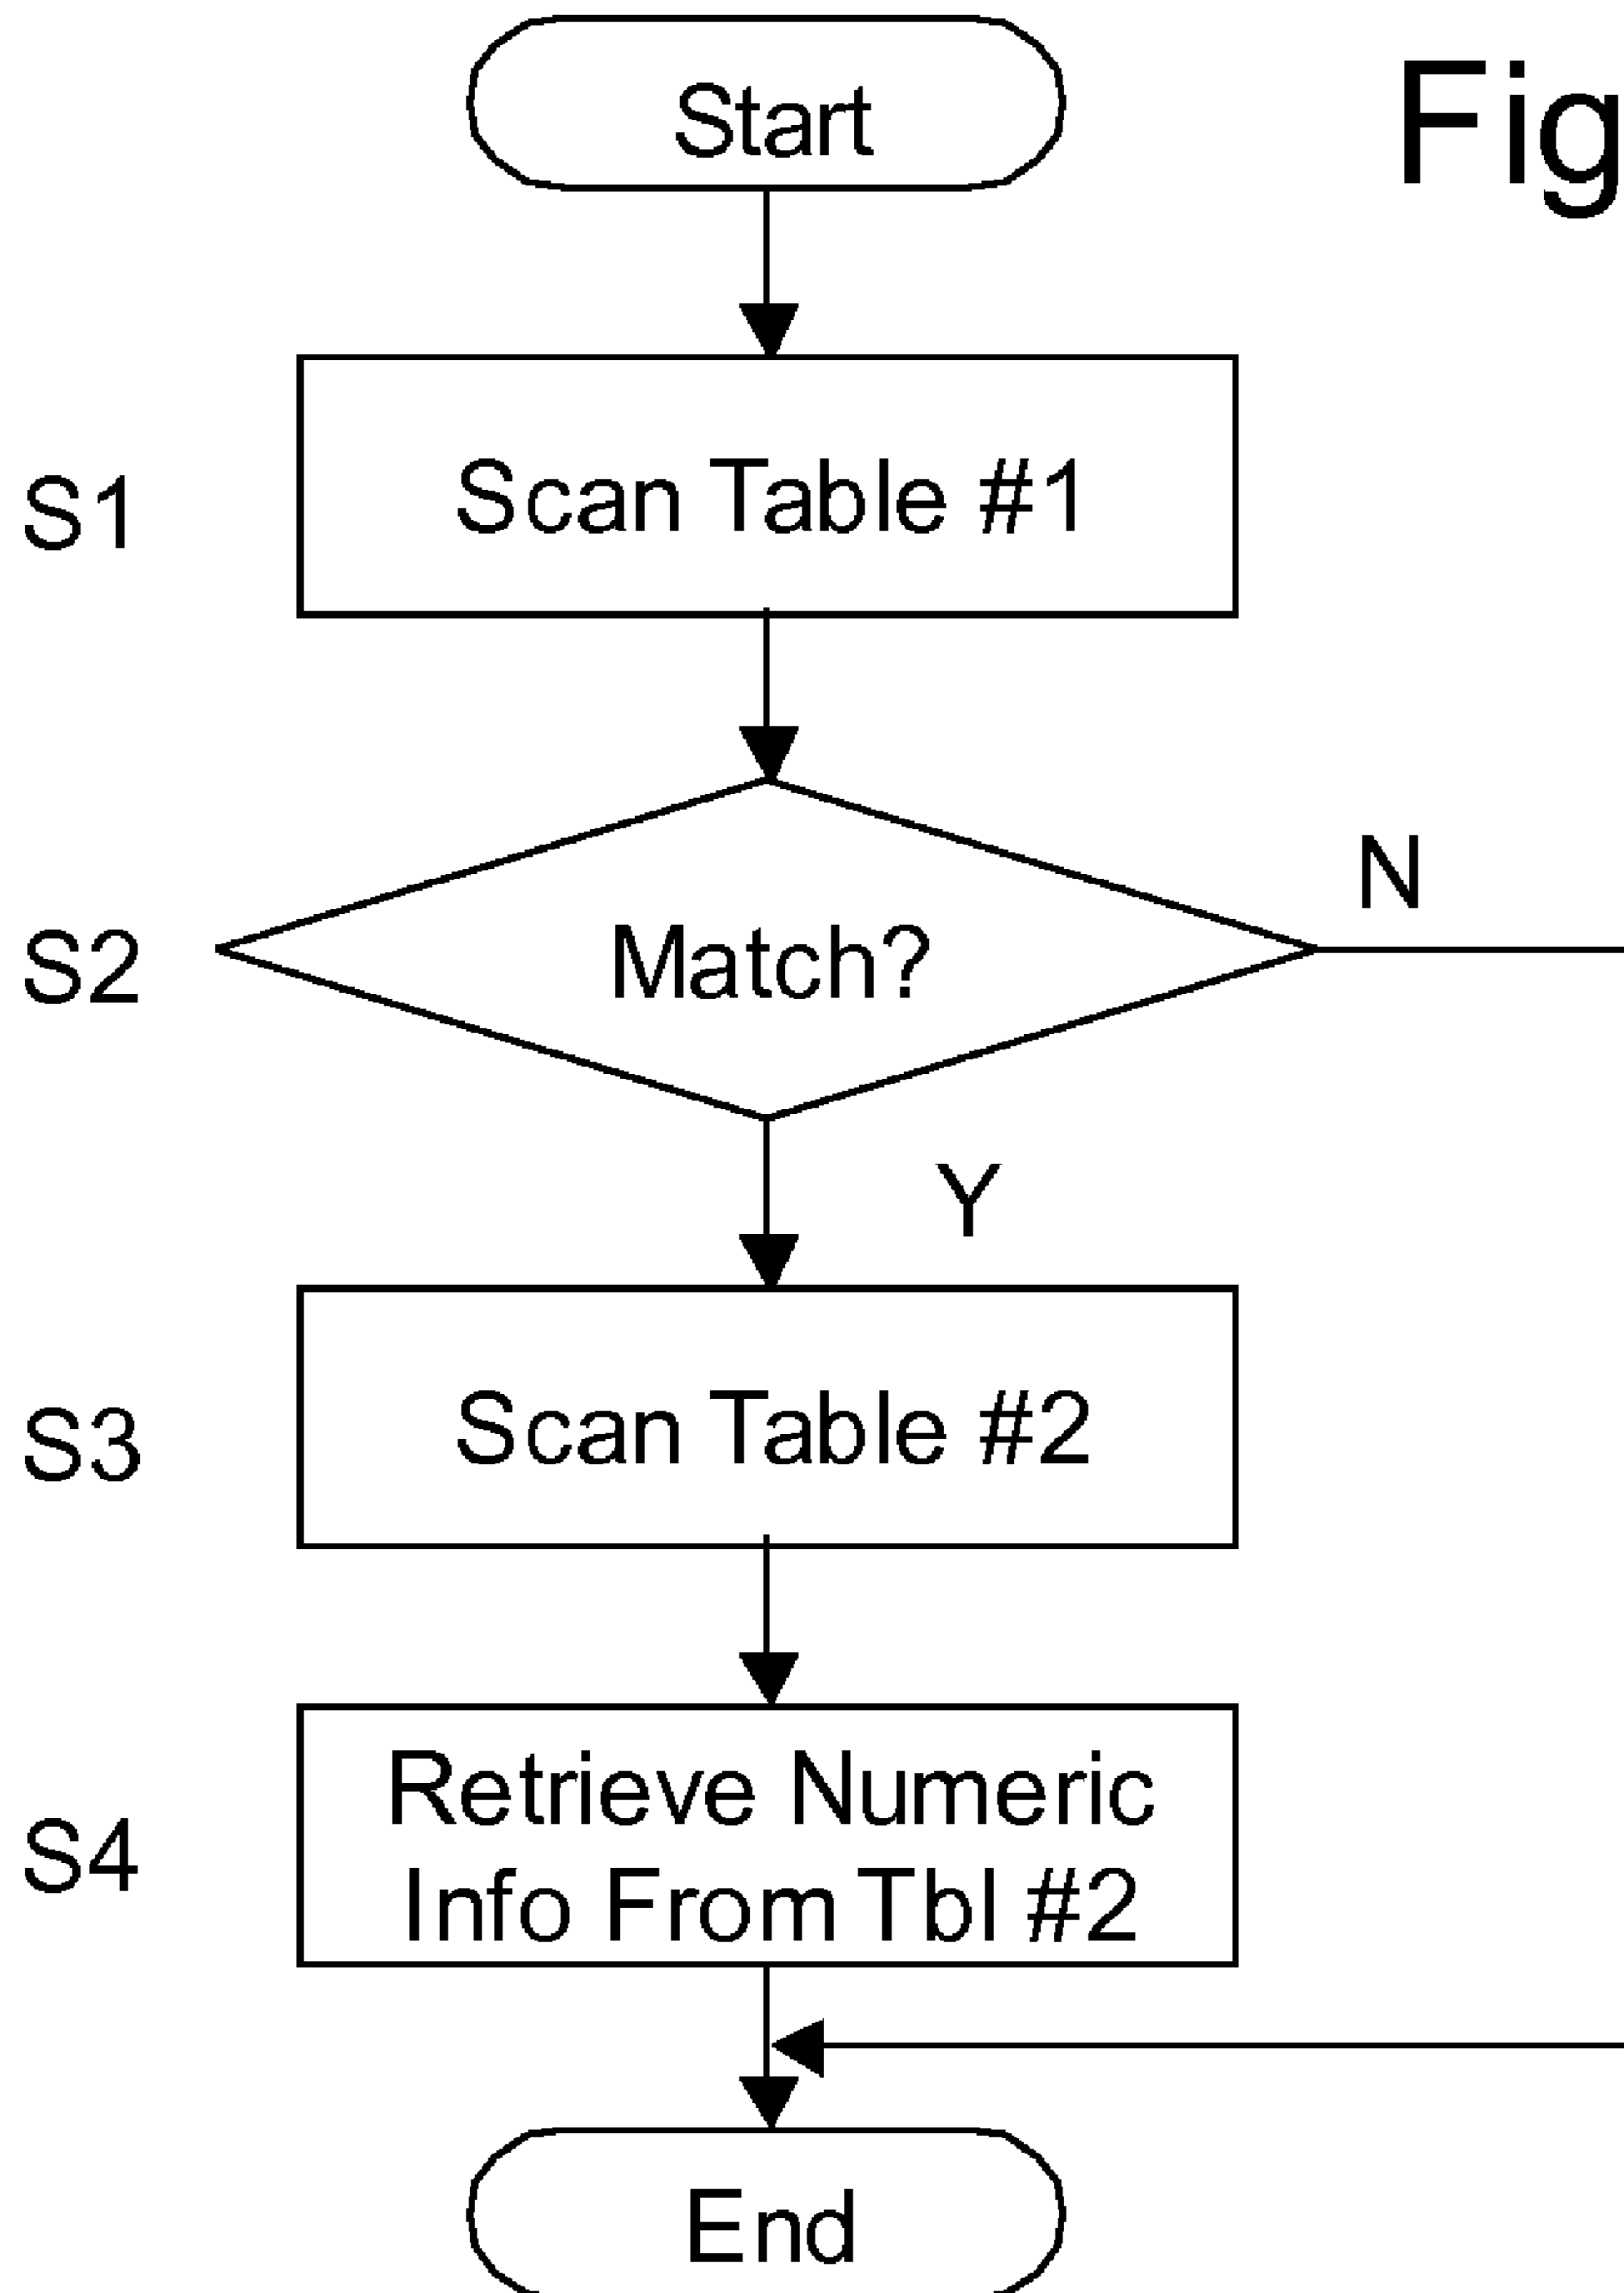 Start
Fig
S1
Scan Table #1
N
S2
Match?
Y
S3
Scan Table #2
S4
Retrieve Numeric
Info From Tbl #2
End